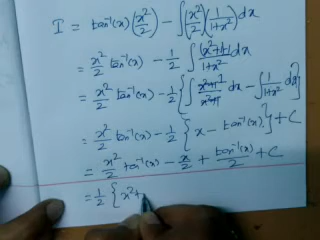 I = tan⁻¹(x)(x²/2) − ∫(x²/2)(1/(1+x²))dx
= x²/2 tan⁻¹(x) − 1/2 ∫ (x²+1−1)/(1+x²) dx
= x²/2 tan⁻¹(x) − 1/2 {∫ (x²+1)/(x²+1) dx − ∫ 1/(1+x²) dx}
= x²/2 tan⁻¹(x) − 1/2 {x − tan⁻¹(x)} + C
= x²/2 tan⁻¹(x) − x/2 + tan⁻¹(x)/2 + C
= 1/2 { x²+